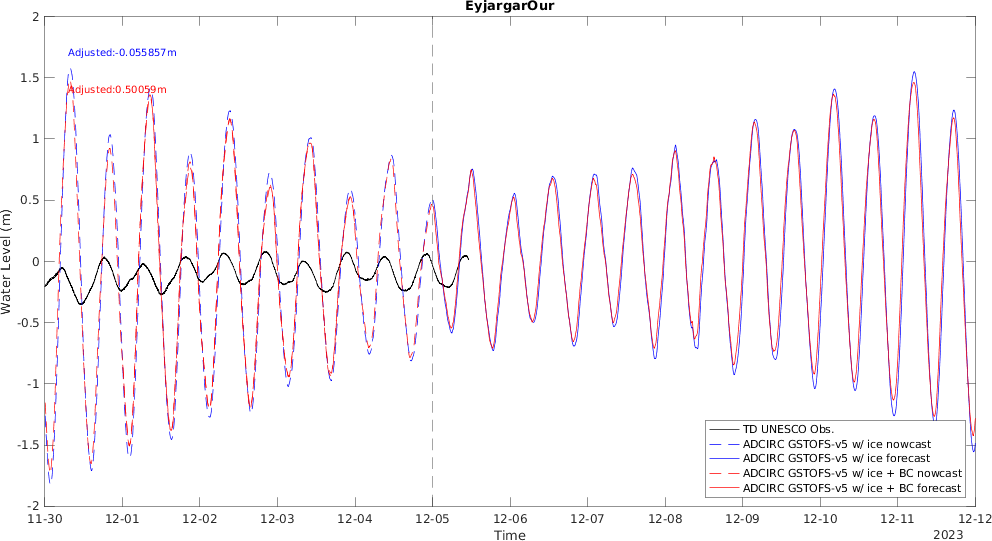 EyjargarOur
2
1.5
1
0.5
0
-0.5
-1
-1.5
-2
Water Level (m)
Adjusted:-0.055857m
Adjusted:0.50059m
TD UNESCO Obs.
ADCIRC GSTOFS-v5 w/ ice nowcast
ADCIRC GSTOFS-v5 w/ ice forecast
ADCIRC GSTOFS-v5 w/ ice + BC nowcast
ADCIRC GSTOFS-v5 w/ ice + BC forecast
11-30 12-01 12-02 12-03 12-04 12-05 12-06 12-07 12-08 12-09 12-10 12-11 12-12
Time
2023